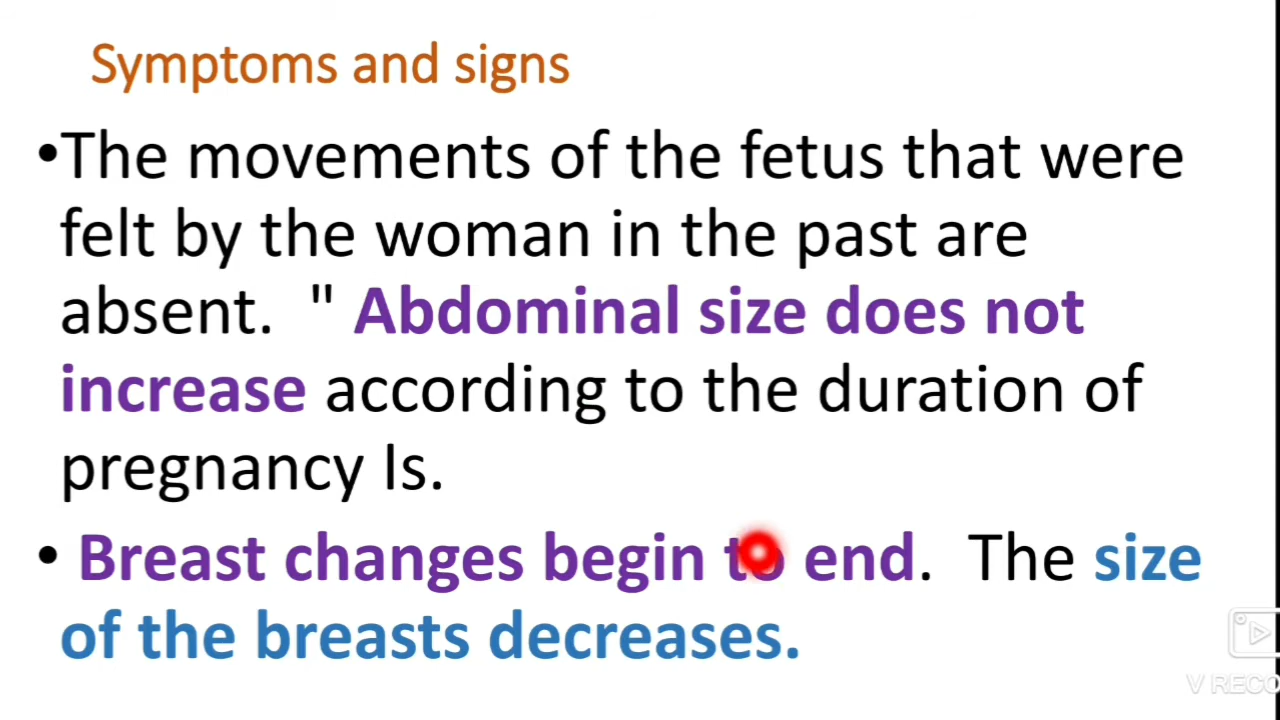 Symptoms and signs
•The movements of the fetus that were
felt by the woman in the past are
absent.  " Abdominal size does not
increase according to the duration of
pregnancy Is.
• Breast changes begin to end.  The size
of the breasts decreases.
V RECO